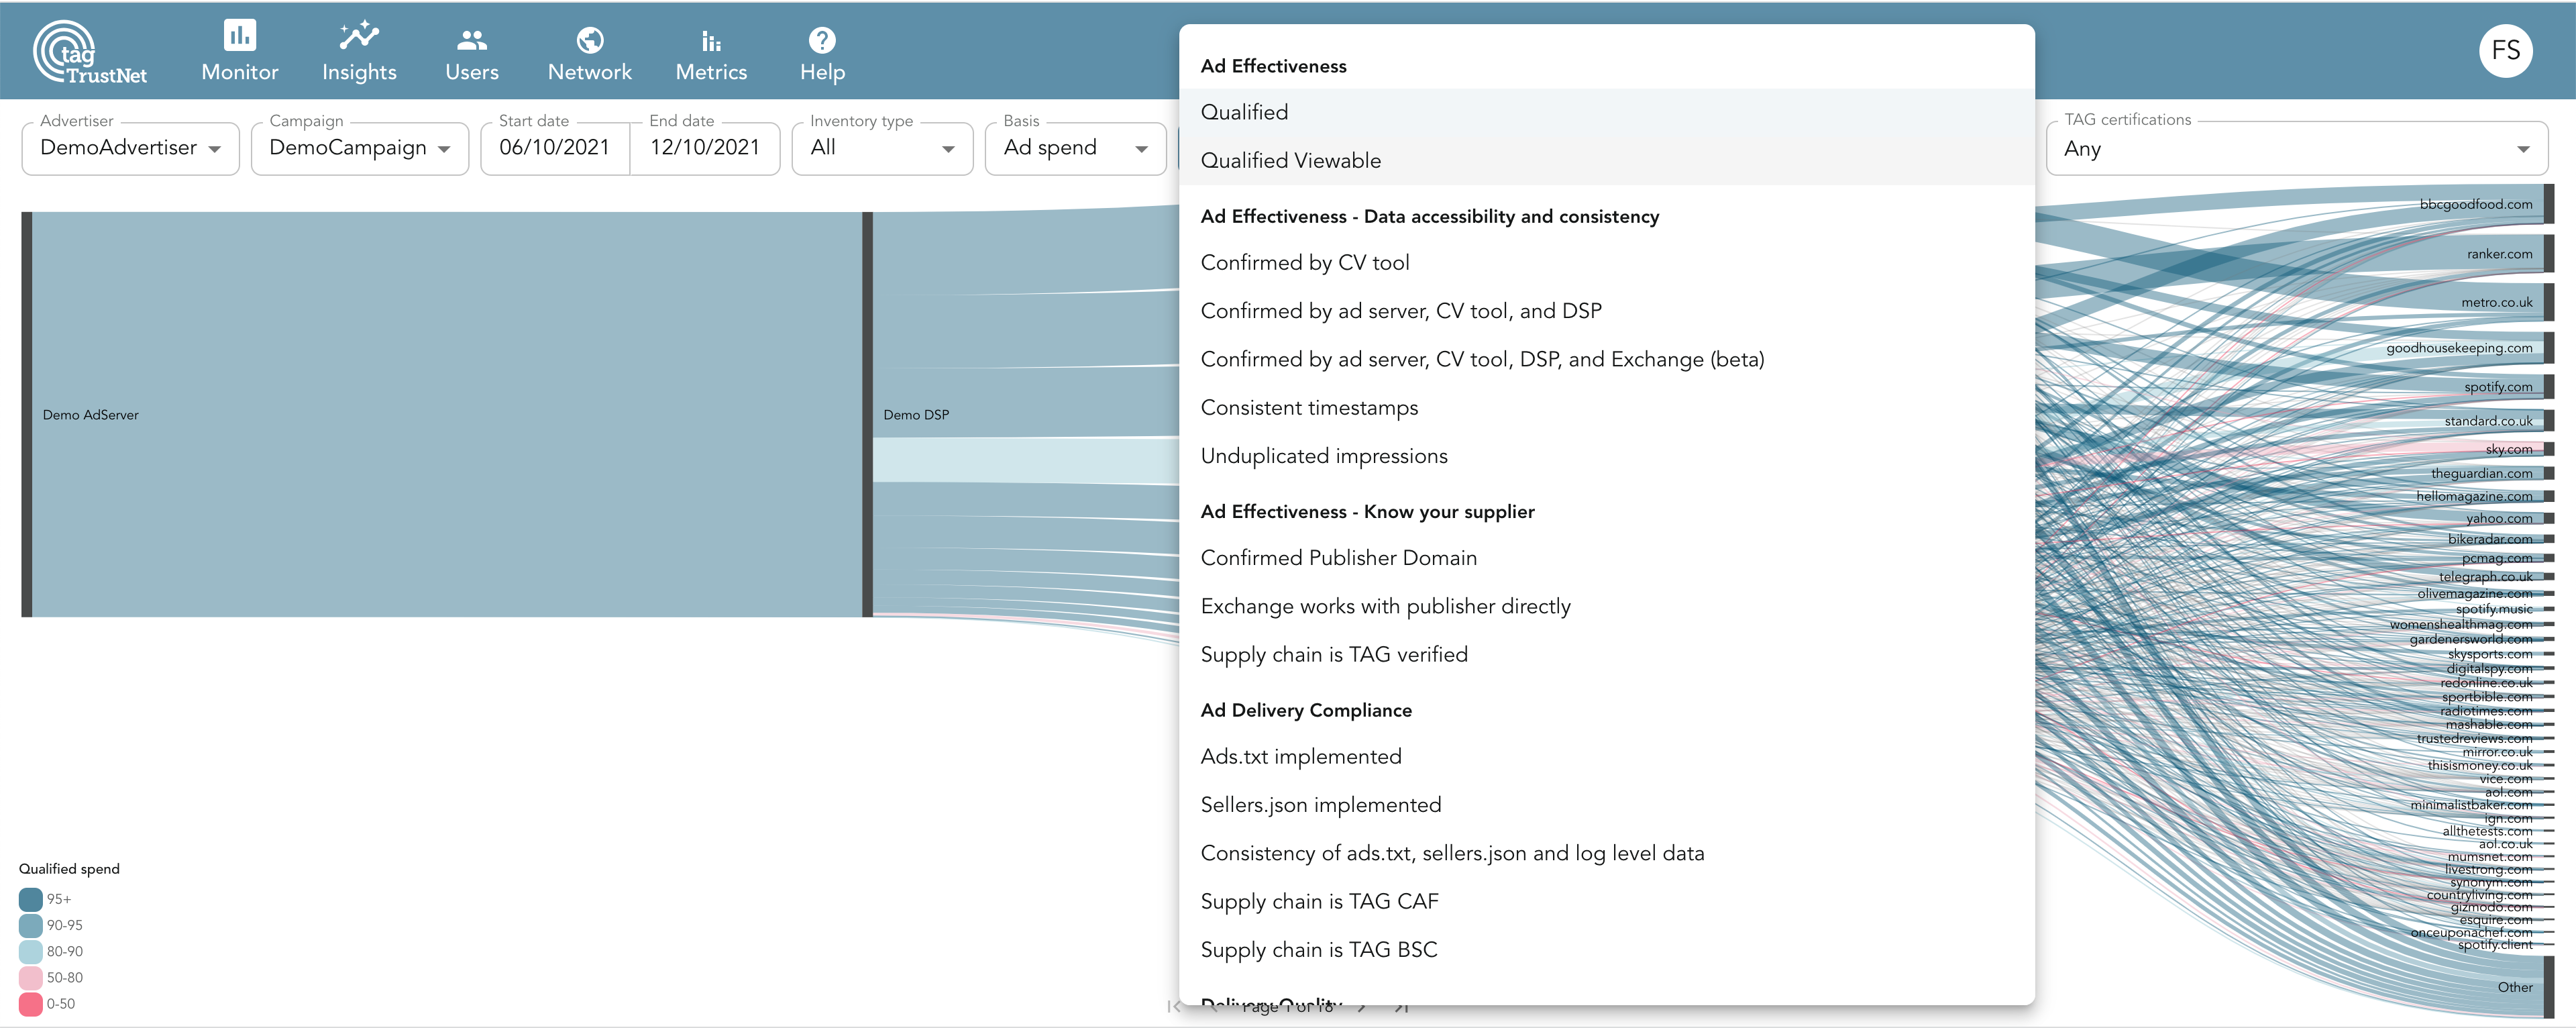 tag
TrustNet
Monitor
Insights
Users
Network
Metrics
Help
FS
Advertiser
DemoAdvertiser
Campaign
DemoCampaign
Start date
06/10/2021
End date
12/10/2021
Inventory type
All
Basis
Ad spend
TAG certifications
Any
Ad Effectiveness
Qualified
Qualified Viewable
Ad Effectiveness - Data accessibility and consistency
Confirmed by CV tool
Confirmed by ad server, CV tool, and DSP
Confirmed by ad server, CV tool, DSP, and Exchange (beta)
Consistent timestamps
Unduplicated impressions
Ad Effectiveness - Know your supplier
Confirmed Publisher Domain
Exchange works with publisher directly
Supply chain is TAG verified
Ad Delivery Compliance
Ads.txt implemented
Sellers.json implemented
Consistency of ads.txt, sellers.json and log level data
Supply chain is TAG CAF
Supply chain is TAG BSC
Delivery Quality
Page 1 of 18
Demo AdServer
Demo DSP
bbcgoodfood.com
ranker.com
metro.co.uk
goodhousekeeping.com
spotify.com
standard.co.uk
sky.com
theguardian.com
hellomagazine.com
yahoo.com
bikeradar.com
pcmag.com
telegraph.co.uk
olivemagazine.com
spotify.music
womenshealthmag.com
gardenersworld.com
skysports.com
digitalspy.com
redonline.co.uk
sportbible.com
radiotimes.com
mashable.com
trustedreviews.com
mirror.co.uk
thisismoney.co.uk
vice.com
aol.com
minimalistbaker.com
ign.com
allthetests.com
aol.co.uk
mumsnet.com
livestrong.com
synonym.com
countryliving.com
gizmodo.com
esquire.com
onceuponachef.com
spotify.client
Other
Qualified spend
95+
90-95
80-90
50-80
0-50